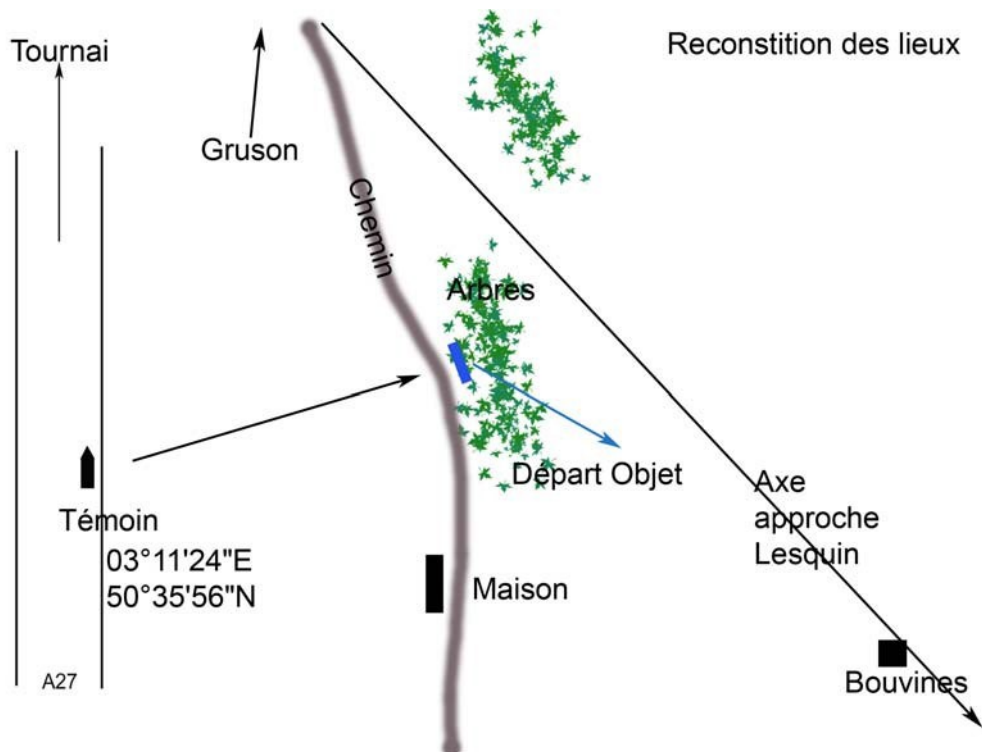 Reconstition des lieux
Tournai
Gruson
Chemin
Arbres
Départ Objet
Axe
approche
Lesquin
Témoin
03°11'24"E
50°35'56"N
Maison
A27
Bouvines